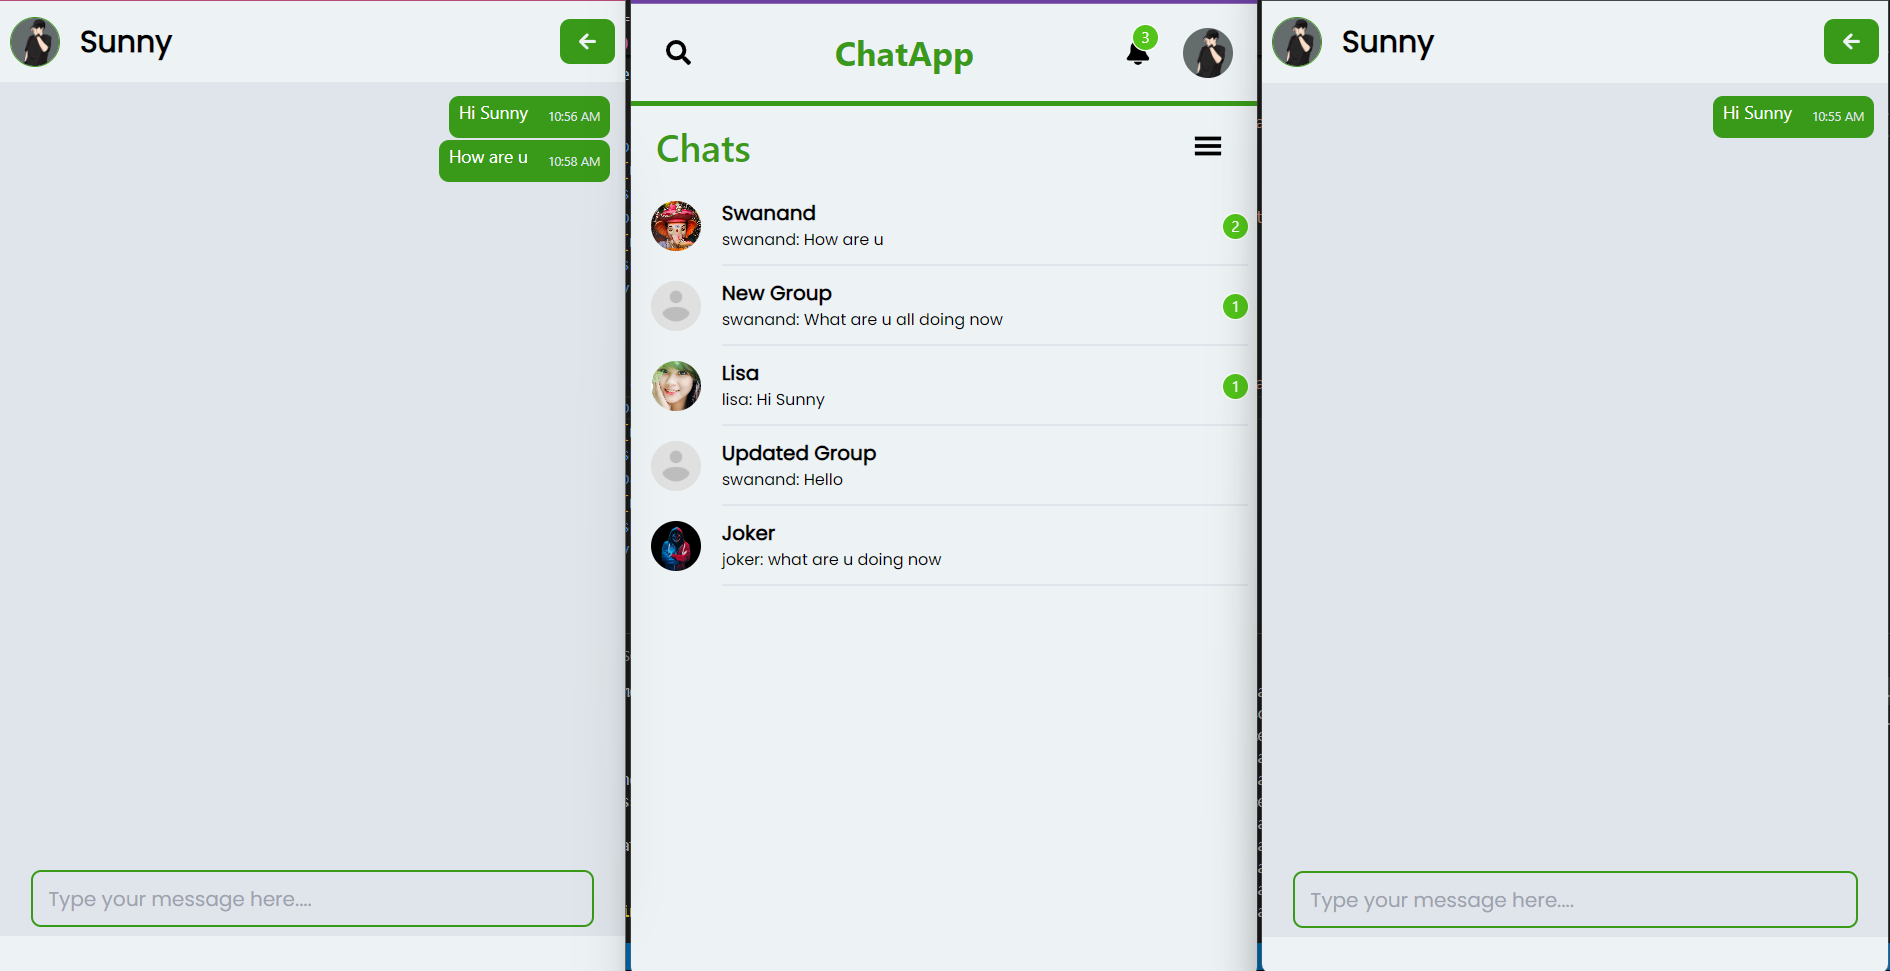 Sunny
Hi Sunny 10:56 AM
How are u 10:58 AM
Type your message here....
ChatApp
3
Chats
Swanand
swanand: How are u
2
New Group
swanand: What are u all doing now
1
Lisa
lisa: Hi Sunny
1
Updated Group
swanand: Hello
Joker
joker: what are u doing now
Sunny
Hi Sunny 10:55 AM
Type your message here....